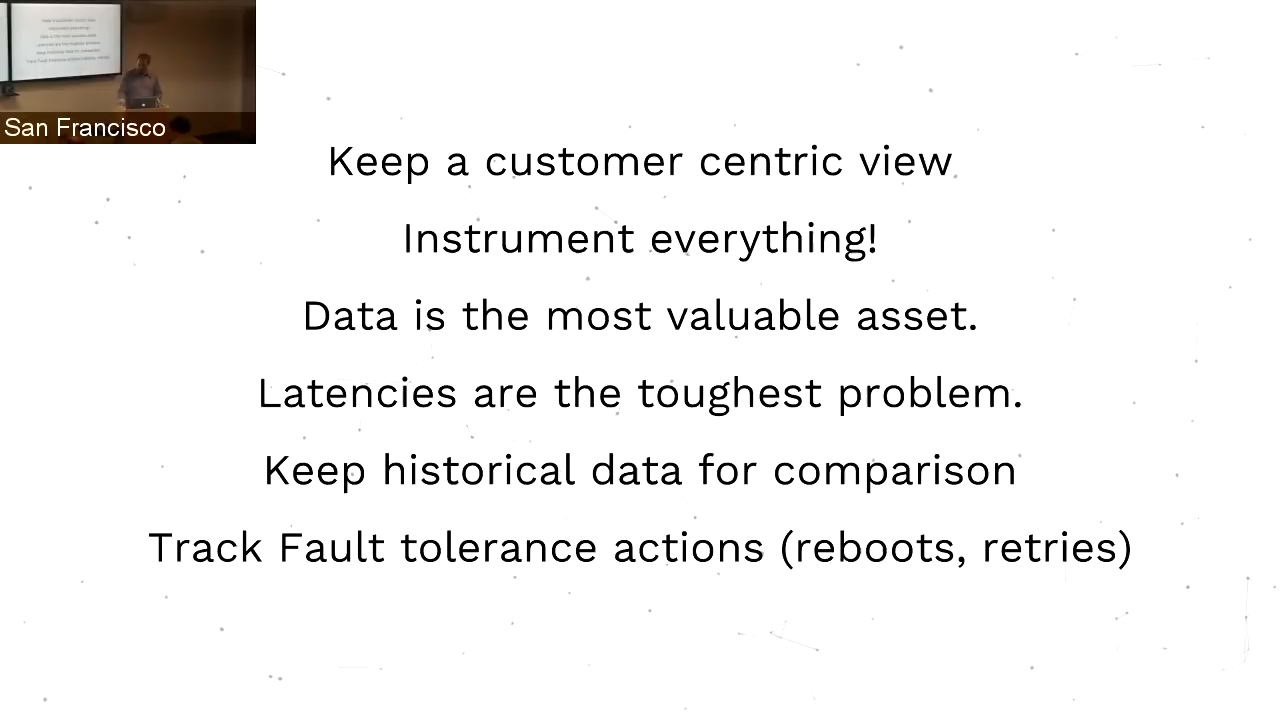 San Francisco
Keep a customer centric view
Instrument everything!
Data is the most valuable asset.
Latencies are the toughest problem.
Keep historical data for comparison
Track Fault tolerance actions (reboots, retries)